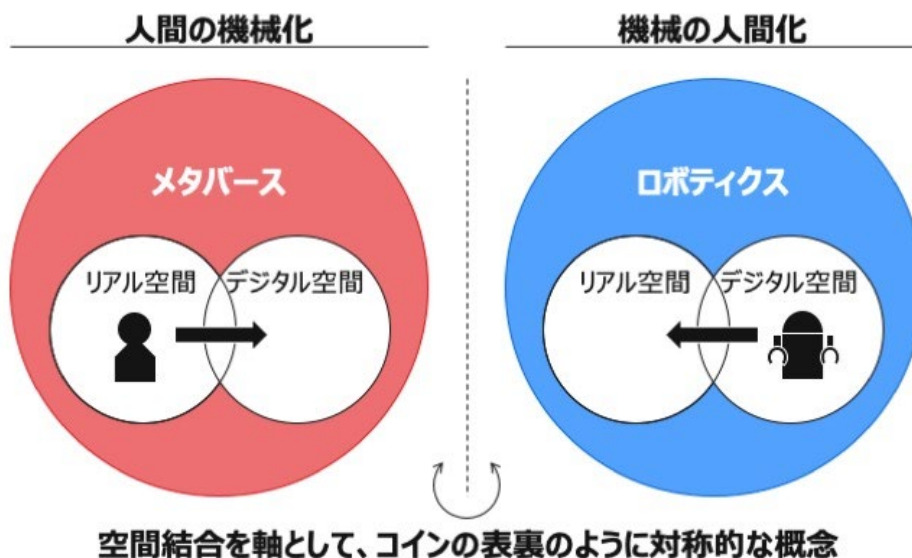 人間の機械化
機械の人間化
メタバース
ロボティクス
リアル空間
デジタル空間
リアル空間
デジタル空間
空間結合を軸として、コインの表裏のように対称的な概念